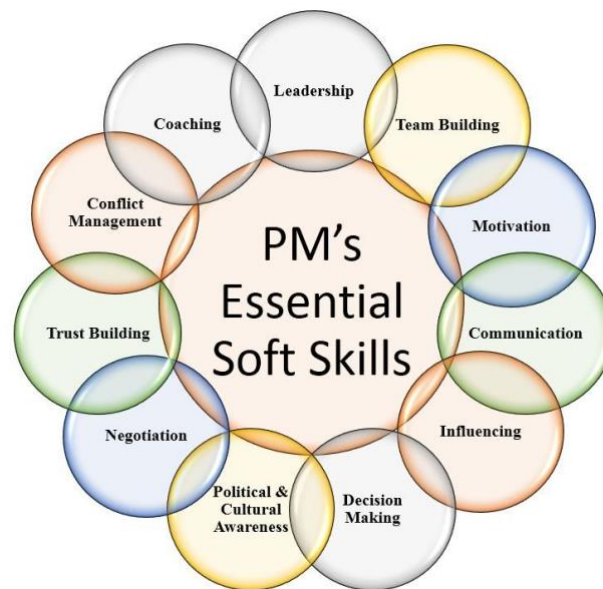 PM’s
Essential
Soft Skills
Leadership
Team Building
Motivation
Communication
Influencing
Decision
Making
Political &
Cultural
Awareness
Negotiation
Trust Building
Conflict
Management
Coaching